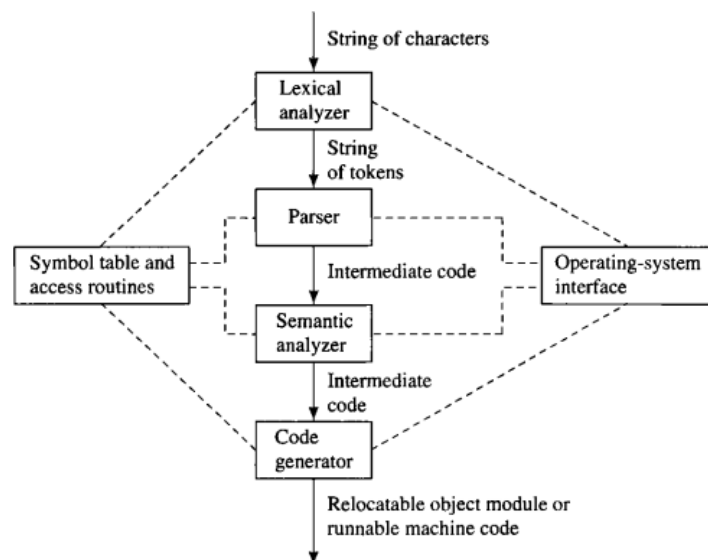 String of characters
Lexical
analyzer
String
of tokens
Parser
Symbol table and
access routines
Intermediate code
Operating-system
interface
Semantic
analyzer
Intermediate
code
Code
generator
Relocatable object module or
runnable machine code